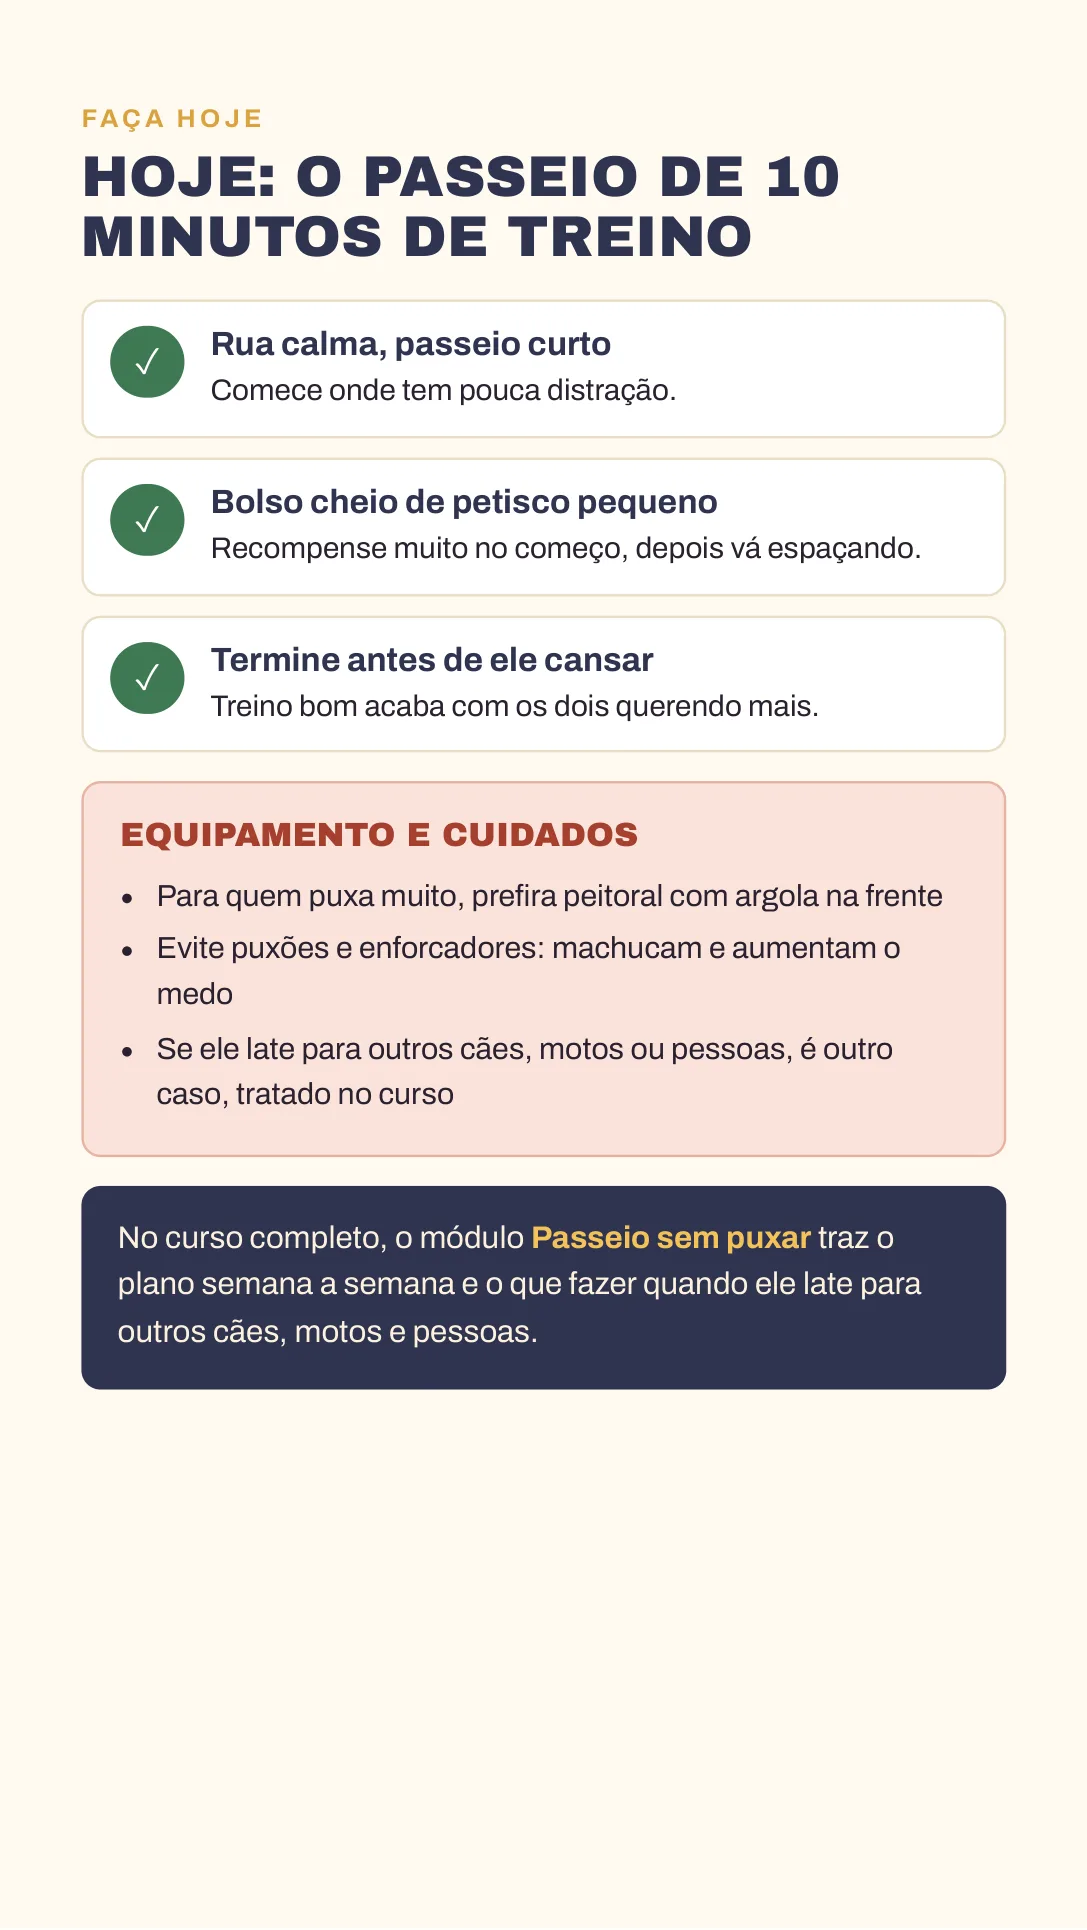 FAÇA HOJE
HOJE: O PASSEIO DE 10
MINUTOS DE TREINO
✓
Rua calma, passeio curto
Comece onde tem pouca distração.
✓
Bolso cheio de petisco pequeno
Recompense muito no começo, depois vá espaçando.
✓
Termine antes de ele cansar
Treino bom acaba com os dois querendo mais.
EQUIPAMENTO E CUIDADOS
• Para quem puxa muito, prefira peitoral com argola na frente
• Evite puxões e enforcadores: machucam e aumentam o
medo
• Se ele late para outros cães, motos ou pessoas, é outro
caso, tratado no curso
No curso completo, o módulo Passeio sem puxar traz o
plano semana a semana e o que fazer quando ele late para
outros cães, motos e pessoas.